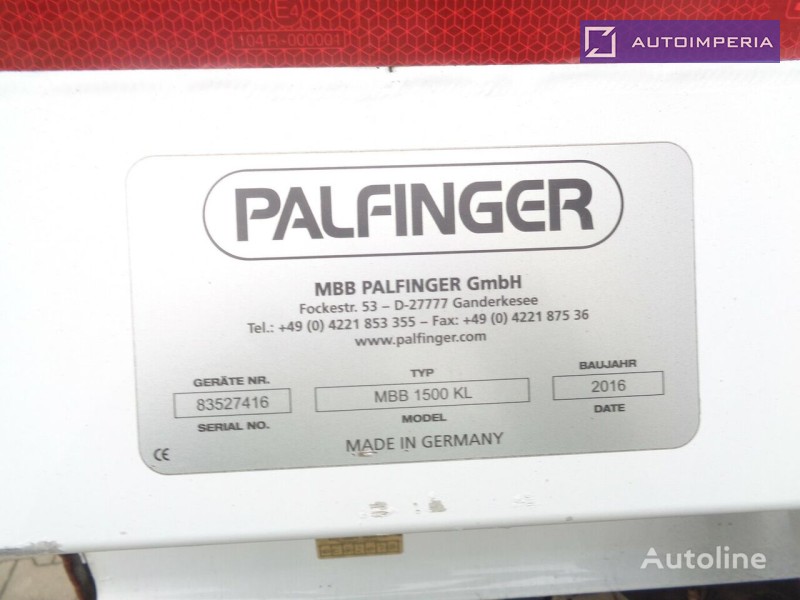 E4
104R-000001
AUTOIMPERIA
PALFINGER
MBB PALFINGER GmbH
Fockestr. 53 – D-27777 Ganderkesee
Tel.: +49 (0) 4221 853 355 – Fax: +49 (0) 4221 875 36
www.palfinger.com
GERÄTE NR. TYP BAUJAHR
83527416 MBB 1500 KL 2016
SERIAL NO. MODEL DATE
MADE IN GERMANY
CE
Autoline